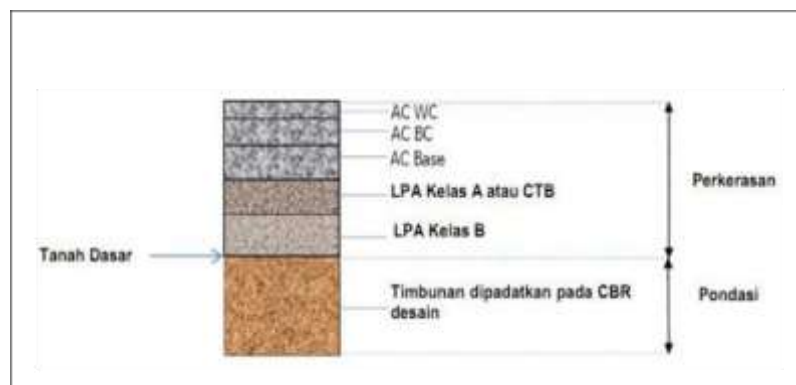 AC WC
AC BC
AC Base
LPA Kelas A atau CTB
Perkerasan
LPA Kelas B
Tanah Dasar
Timbunan dipadatkan pada CBR
desain
Pondasi